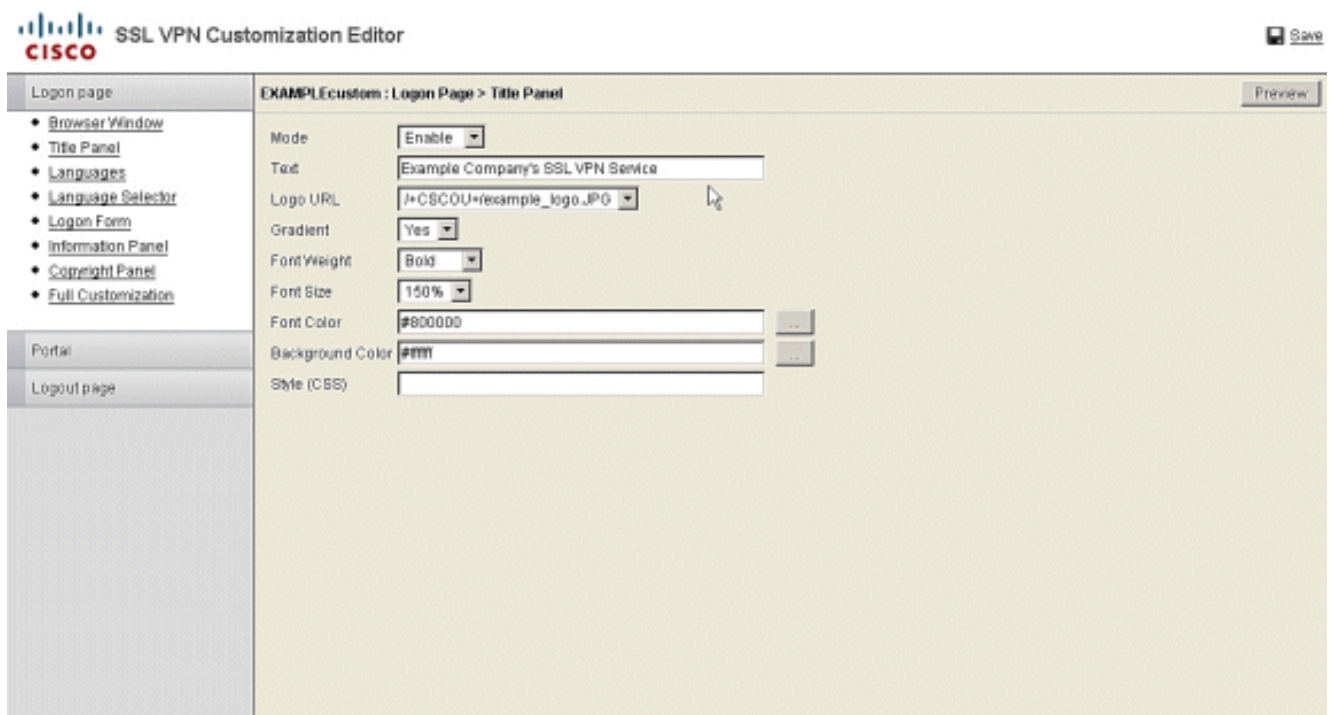 CISCO SSL VPN Customization Editor
Save
Logon page
Browser Window
Title Panel
Languages
Language Selector
Logon Form
Information Panel
Copyright Panel
Full Customization
Portal
Logout page
EXAMPLEcustom : Logon Page > Title Panel
Preview
Mode Enable
Text Example Company's SSL VPN Service
Logo URL /+CSCOU+/example_logo.JPG
Gradient Yes
Font Weight Bold
Font Size 150%
Font Color #800000 ...
Background Color #ffffff ...
Style (CSS)